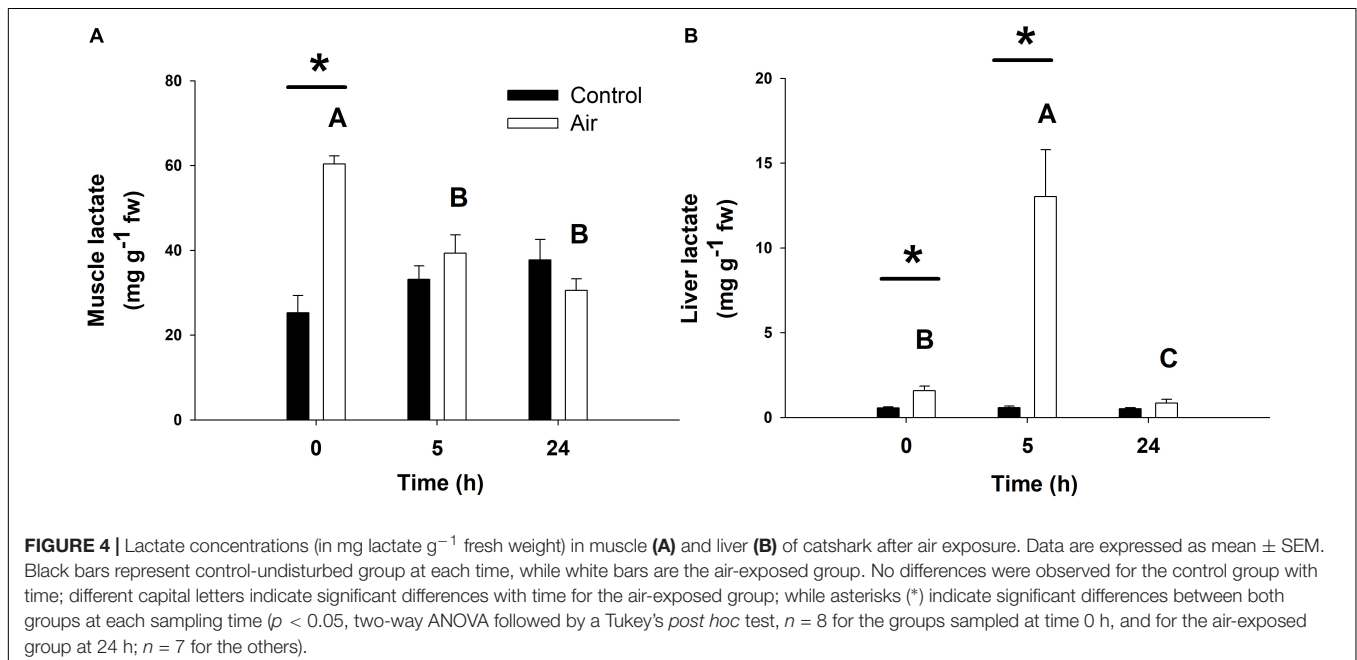 A
80
60
40
20
0
Muscle lactate
(mg g⁻¹ fw)
*
A
B
B
Control
Air
0
5
24
Time (h)
B
20
15
10
5
0
Liver lactate
(mg g⁻¹ fw)
*
B
*
A
C
0
5
24
Time (h)
FIGURE 4 | Lactate concentrations (in mg lactate g⁻¹ fresh weight) in muscle (A) and liver (B) of catshark after air exposure. Data are expressed as mean ± SEM.
Black bars represent control-undisturbed group at each time, while white bars are the air-exposed group. No differences were observed for the control group with
time; different capital letters indicate significant differences with time for the air-exposed group; while asterisks (*) indicate significant differences between both
groups at each sampling time (p < 0.05, two-way ANOVA followed by a Tukey's post hoc test, n = 8 for the groups sampled at time 0 h, and for the air-exposed
group at 24 h; n = 7 for the others).